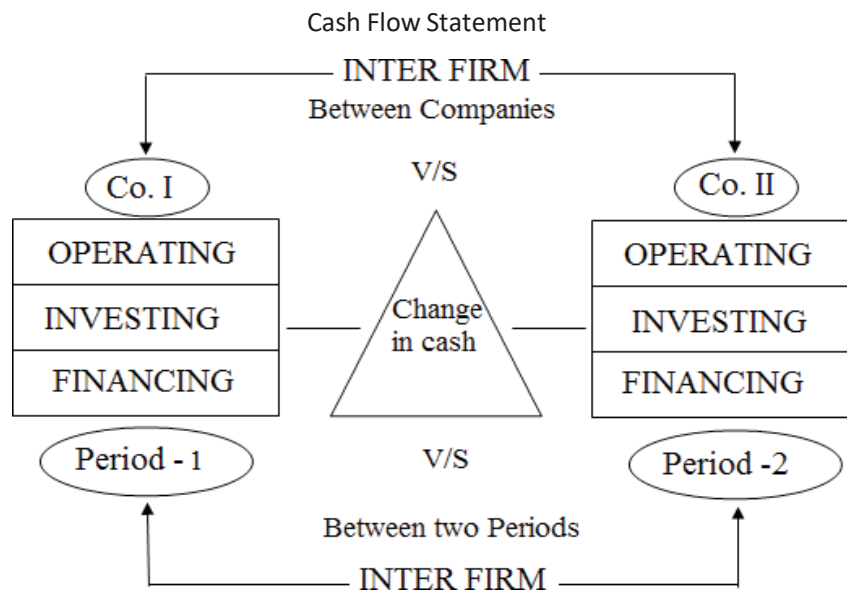 Cash Flow Statement
INTER FIRM
Between Companies
V/S
Co. I
Co. II
OPERATING
INVESTING
FINANCING
Change
in cash
OPERATING
INVESTING
FINANCING
Period - 1
V/S
Period -2
Between two Periods
INTER FIRM